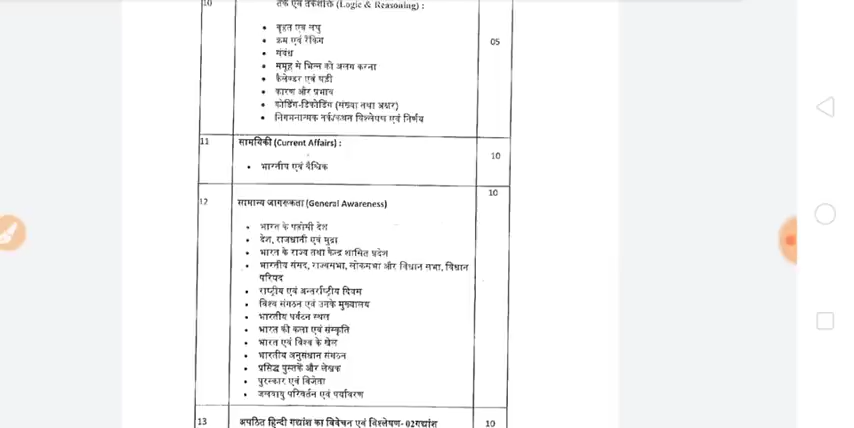 10 तर्क एवं तर्कशक्ति (Logic & Reasoning) :
05
• वृहत एवं लघु
• क्रम एवं रैंकिंग
• संबंध
• समूह मे भिन्न को अलग करना
• कैलेण्डर एवं घड़ी
• कारण और प्रभाव
• कोडिंग-डिकोडिंग (संख्या तथा अक्षर)
• निगमनात्मक तर्क/कथन विश्लेषण एवं निर्णय
11 सामयिकी (Current Affairs) :
10
• भारतीय एवं वैश्विक
12 सामान्य जागरूकता (General Awareness)
10
• भारत के पड़ोसी देश
• देश, राजधानी एवं मुद्रा
• भारत के राज्य तथा केन्द्र शासित प्रदेश
• भारतीय संसद, राज्यसभा, लोकसभा और विधान सभा, विधान
परिषद
• राष्ट्रीय एवं अन्तर्राष्ट्रीय दिवस
• विश्व संगठन एवं उनके मुख्यालय
• भारतीय पर्यटन स्थल
• भारत की कला एवं संस्कृति
• भारत एवं विश्व के खेल
• भारतीय अनुसंधान संगठन
• प्रसिद्ध पुस्तकें और लेखक
• पुरस्कार एवं विजेता
• जलवायु परिवर्तन एवं पर्यावरण
13 अपठित हिन्दी गद्यांश का विवेचन एवं विश्लेषण- 02गद्यांश 10